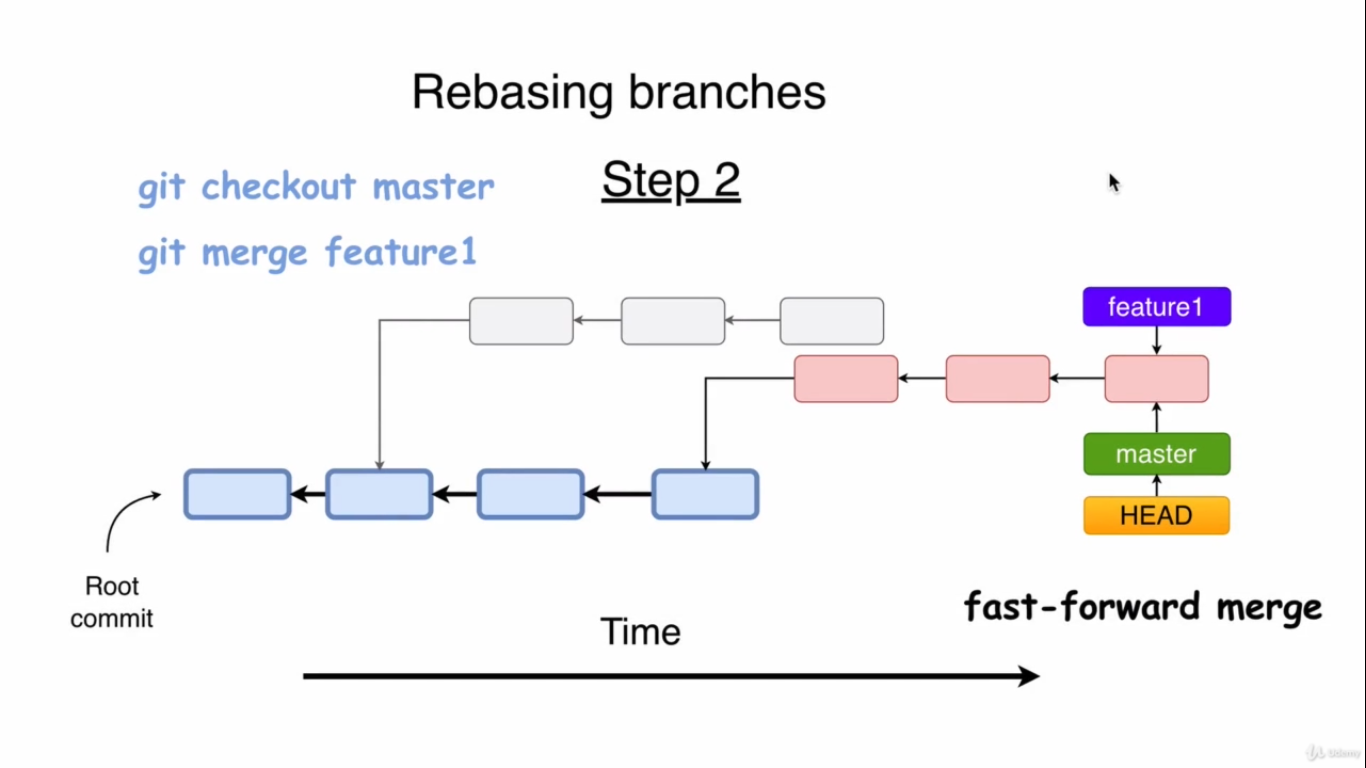 Rebasing branches
Step 2
git checkout master
git merge feature1
feature1
master
HEAD
Root
commit
Time
fast-forward merge
Udemy